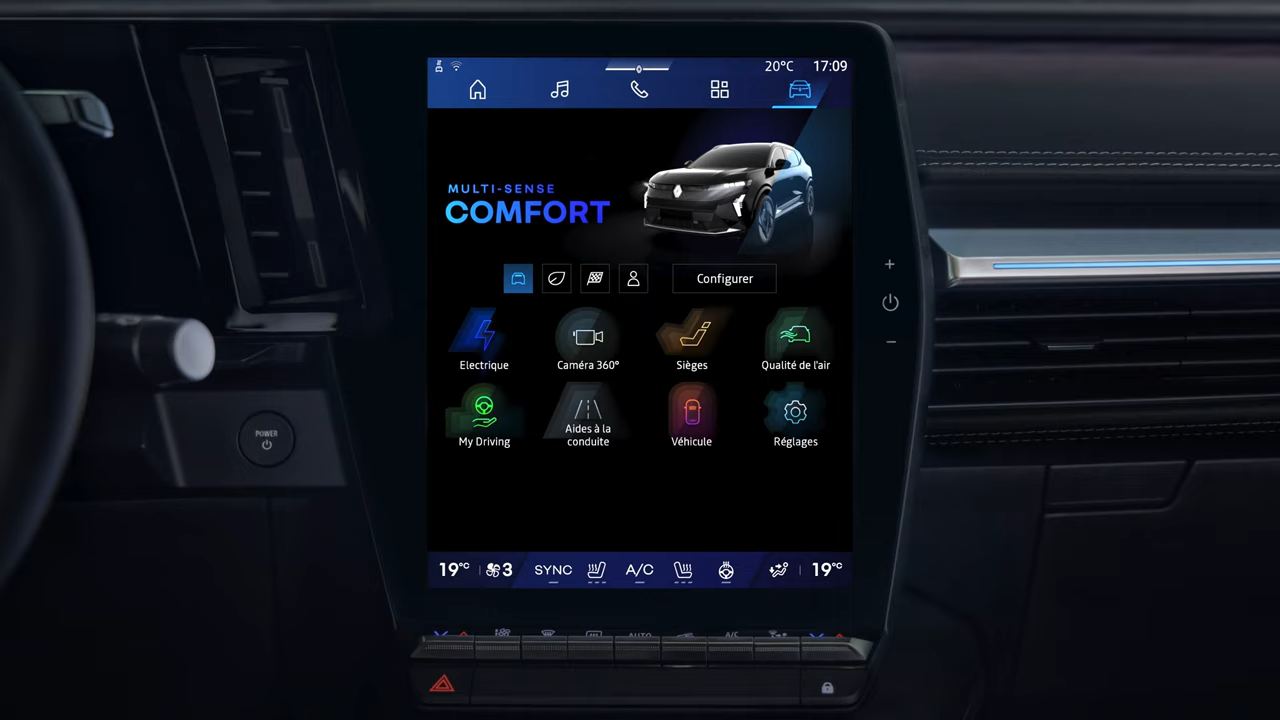 20°C 17:09
MULTI-SENSE
COMFORT
Configurer
Electrique
Caméra 360°
Sièges
Qualité de l'air
My Driving
Aides à la
conduite
Véhicule
Réglages
19°C 3 SYNC A/C 19°C
POWER
AUTO
A/C